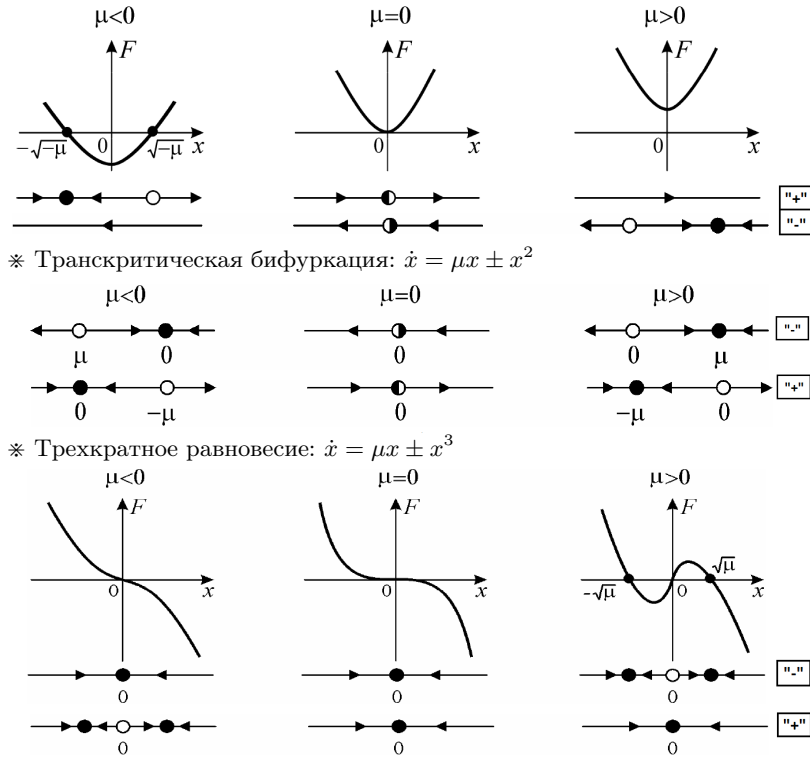 μ<0 μ=0 μ>0
F F F
−√−μ 0 √−μ x 0 x 0 x
"+"
"-"
⋇ Транскритическая бифуркация: ẋ = μx ± x²
μ<0 μ=0 μ>0
"-"
μ 0 0 0 μ
"+"
0 −μ 0 −μ 0
⋇ Трехкратное равновесие: ẋ = μx ± x³
μ<0 μ=0 μ>0
F F F
√μ
0 x 0 x −√μ 0 x
"-"
0 0 0
"+"
0 0 0